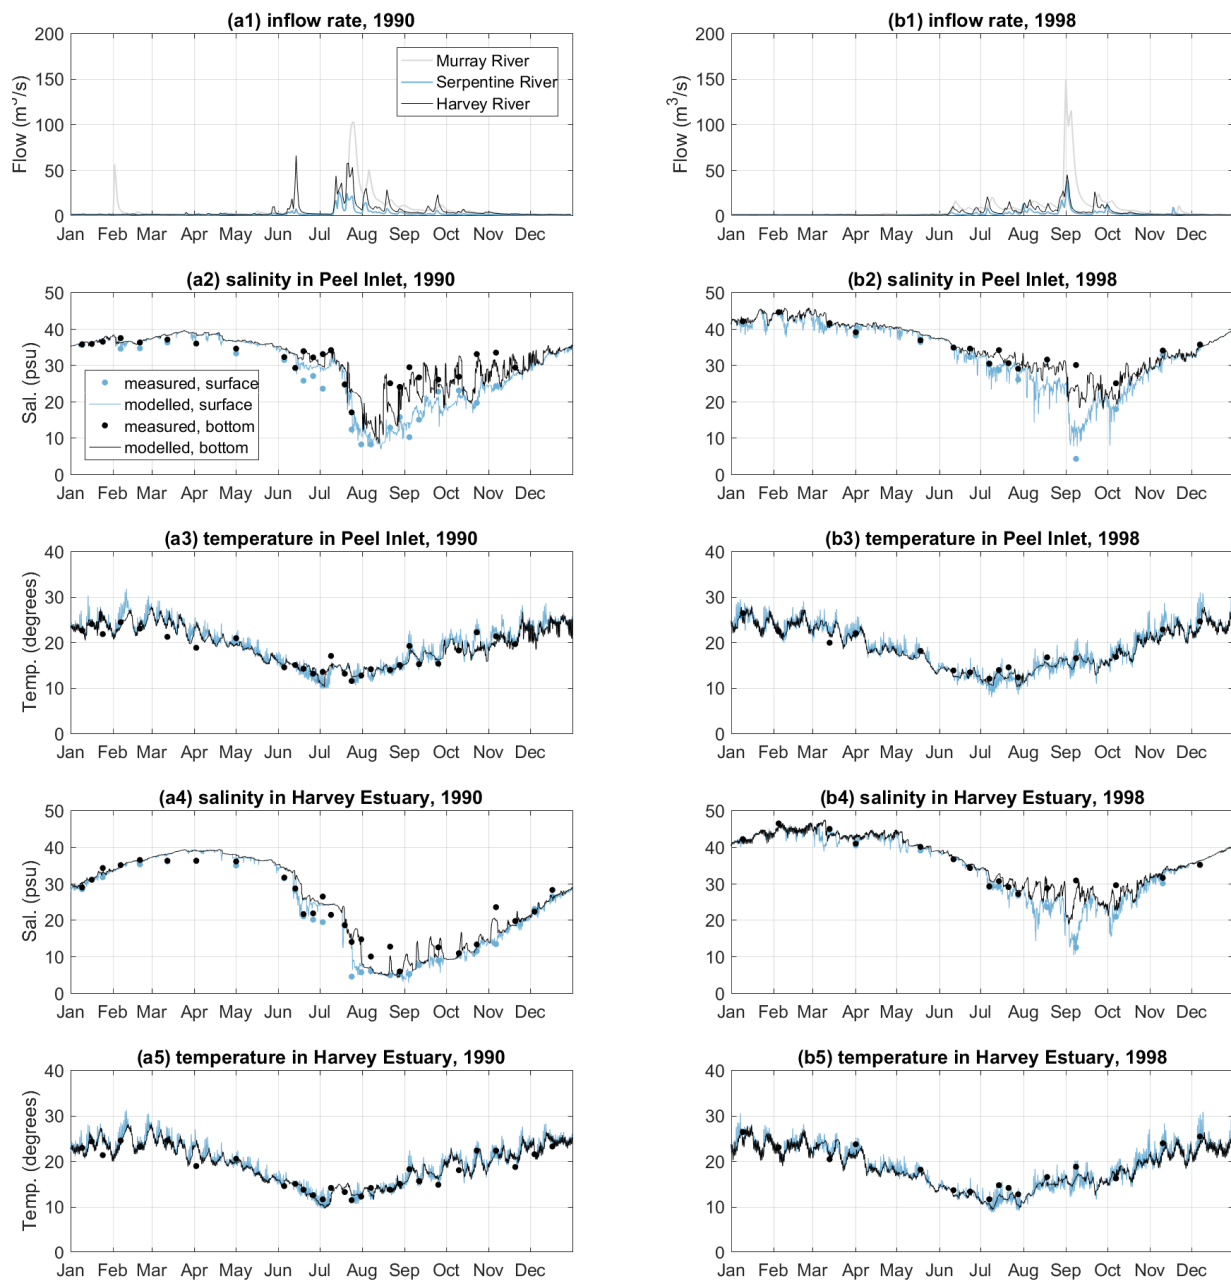 (a1) inflow rate, 1990
(b1) inflow rate, 1998
200
150
100
50
0
Flow (m³/s)
Murray River
Serpentine River
Harvey River
Jan Feb Mar Apr May Jun Jul Aug Sep Oct Nov Dec
200
150
100
50
0
Flow (m³/s)
Jan Feb Mar Apr May Jun Jul Aug Sep Oct Nov Dec
(a2) salinity in Peel Inlet, 1990
(b2) salinity in Peel Inlet, 1998
50
40
30
20
10
0
Sal. (psu)
measured, surface
modelled, surface
measured, bottom
modelled, bottom
Jan Feb Mar Apr May Jun Jul Aug Sep Oct Nov Dec
50
40
30
20
10
0
Jan Feb Mar Apr May Jun Jul Aug Sep Oct Nov Dec
(a3) temperature in Peel Inlet, 1990
(b3) temperature in Peel Inlet, 1998
40
30
20
10
0
Temp. (degrees)
Jan Feb Mar Apr May Jun Jul Aug Sep Oct Nov Dec
40
30
20
10
0
Jan Feb Mar Apr May Jun Jul Aug Sep Oct Nov Dec
(a4) salinity in Harvey Estuary, 1990
(b4) salinity in Harvey Estuary, 1998
50
40
30
20
10
0
Sal. (psu)
Jan Feb Mar Apr May Jun Jul Aug Sep Oct Nov Dec
50
40
30
20
10
0
Jan Feb Mar Apr May Jun Jul Aug Sep Oct Nov Dec
(a5) temperature in Harvey Estuary, 1990
(b5) temperature in Harvey Estuary, 1998
40
30
20
10
0
Temp. (degrees)
Jan Feb Mar Apr May Jun Jul Aug Sep Oct Nov Dec
40
30
20
10
0
Jan Feb Mar Apr May Jun Jul Aug Sep Oct Nov Dec